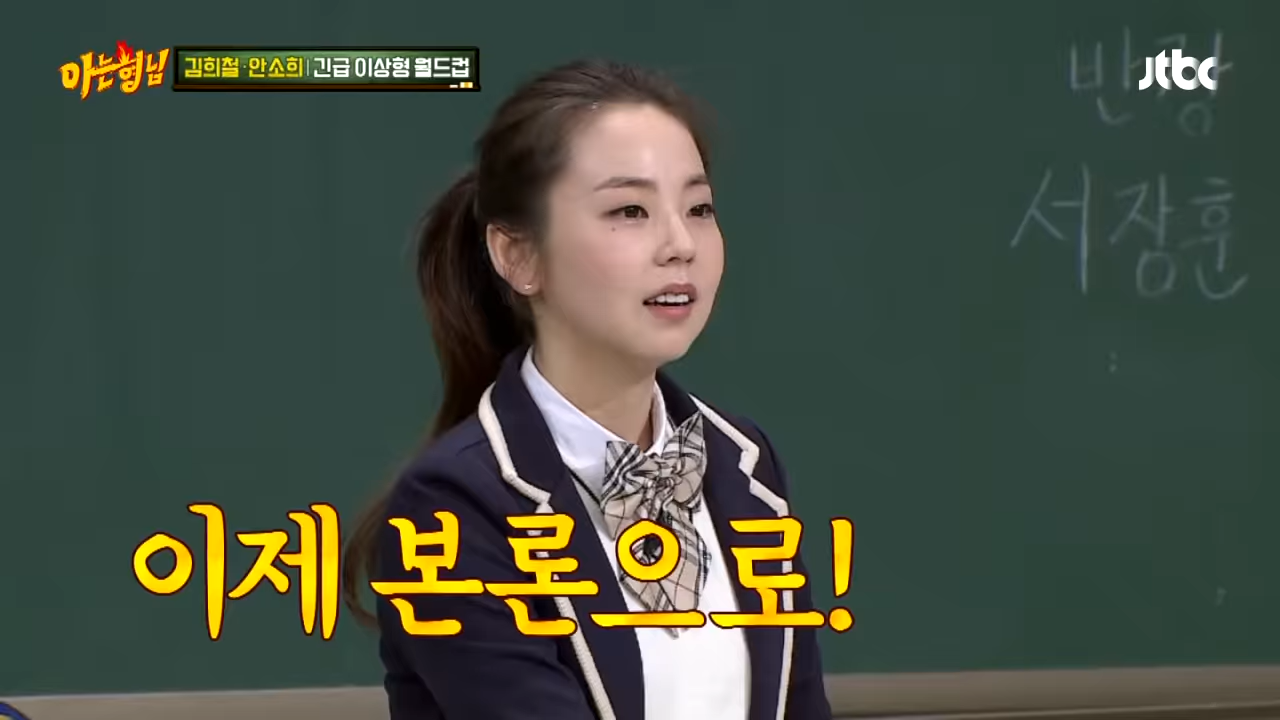 아는형님
김희철·안소희 | 긴급 이상형 월드컵
jtbc
반장
서장훈
이제 본론으로!